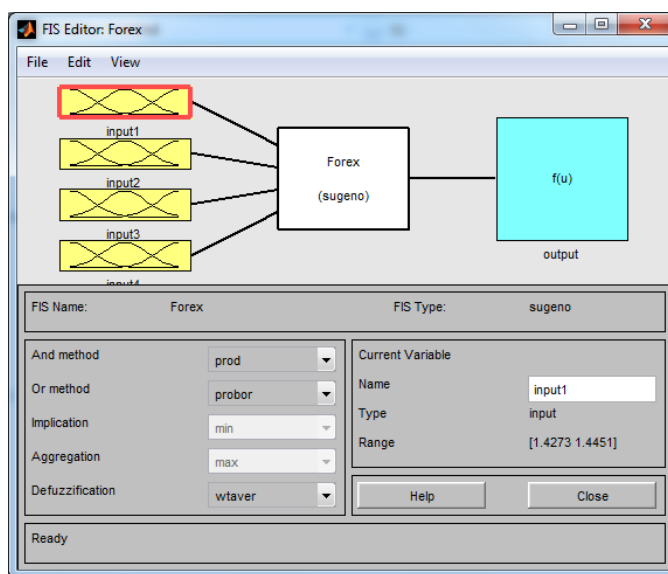 FIS Editor: Forex
File Edit View
input1
input2
input3
input4
Forex
(sugeno)
f(u)
output
FIS Name: Forex FIS Type: sugeno
And method prod
Or method probor
Implication min
Aggregation max
Defuzzification wtaver
Current Variable
Name input1
Type input
Range [1.4273 1.4451]
Help Close
Ready